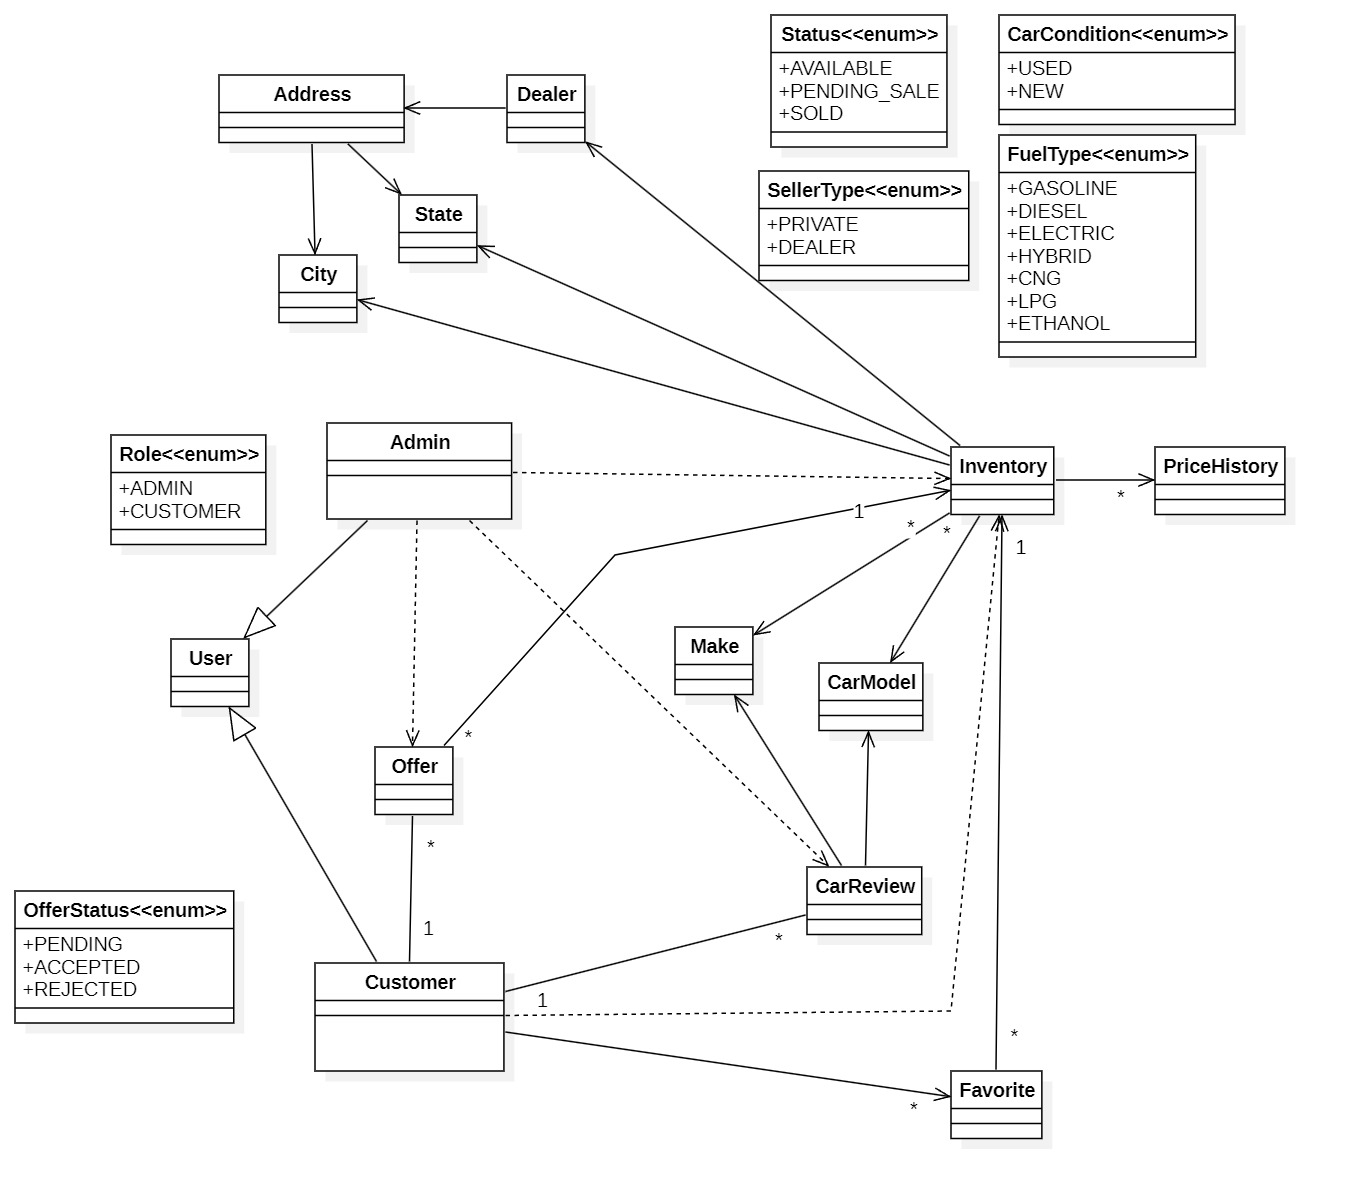 Status<<enum>>
+AVAILABLE
+PENDING_SALE
+SOLD
CarCondition<<enum>>
+USED
+NEW
Address
Dealer
FuelType<<enum>>
+GASOLINE
+DIESEL
+ELECTRIC
+HYBRID
+CNG
+LPG
+ETHANOL
SellerType<<enum>>
+PRIVATE
+DEALER
State
City
Admin
Role<<enum>>
+ADMIN
+CUSTOMER
Inventory
PriceHistory
*
1
*
*
1
User
Make
CarModel
*
Offer
*
OfferStatus<<enum>>
+PENDING
+ACCEPTED
+REJECTED
CarReview
1
*
Customer
1
*
Favorite
*